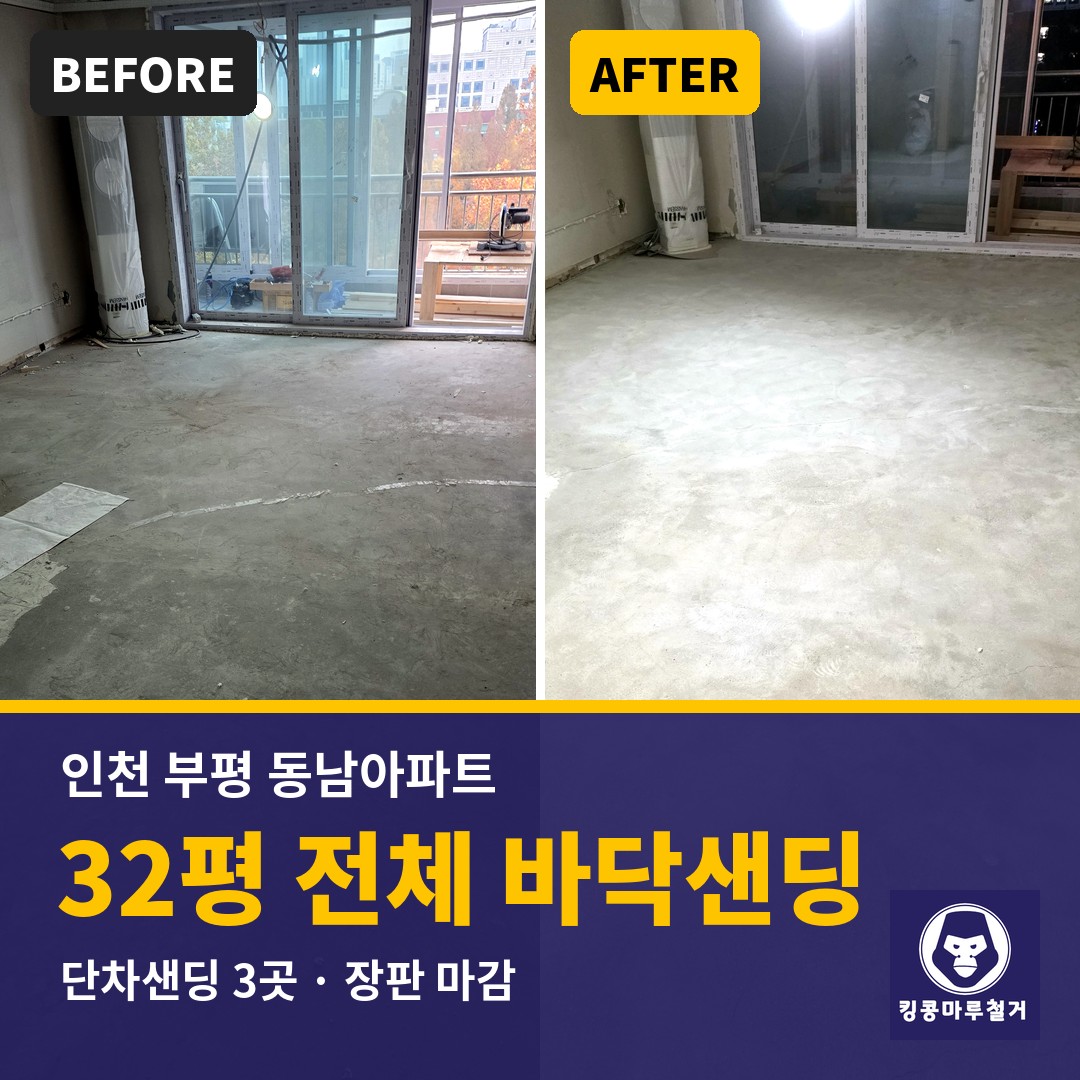 BEFORE
AFTER
인천 부평 동남아파트
32평 전체 바닥샌딩
단차샌딩 3곳 · 장판 마감
킹콩마루철거